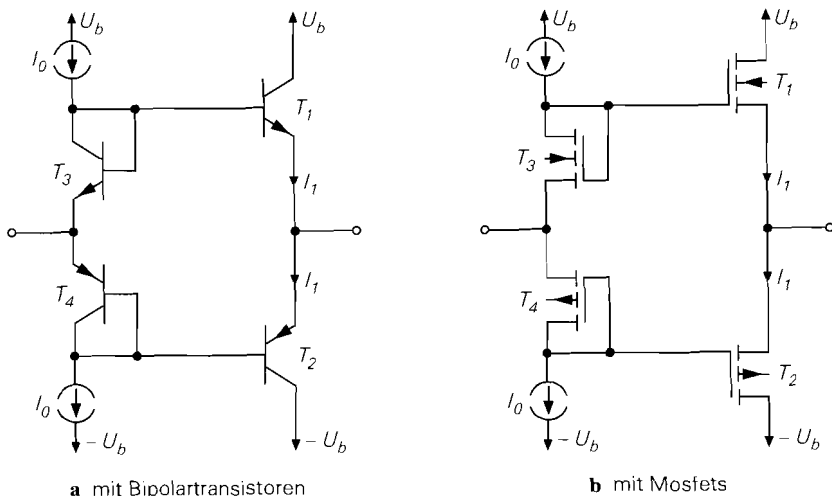 U_b
I_0
T_3
T_4
I_0
– U_b
U_b
T_1
I_1
I_1
T_2
– U_b
a mit Bipolartransistoren
U_b
I_0
T_3
T_4
I_0
– U_b
U_b
T_1
I_1
I_1
T_2
– U_b
b mit Mosfets